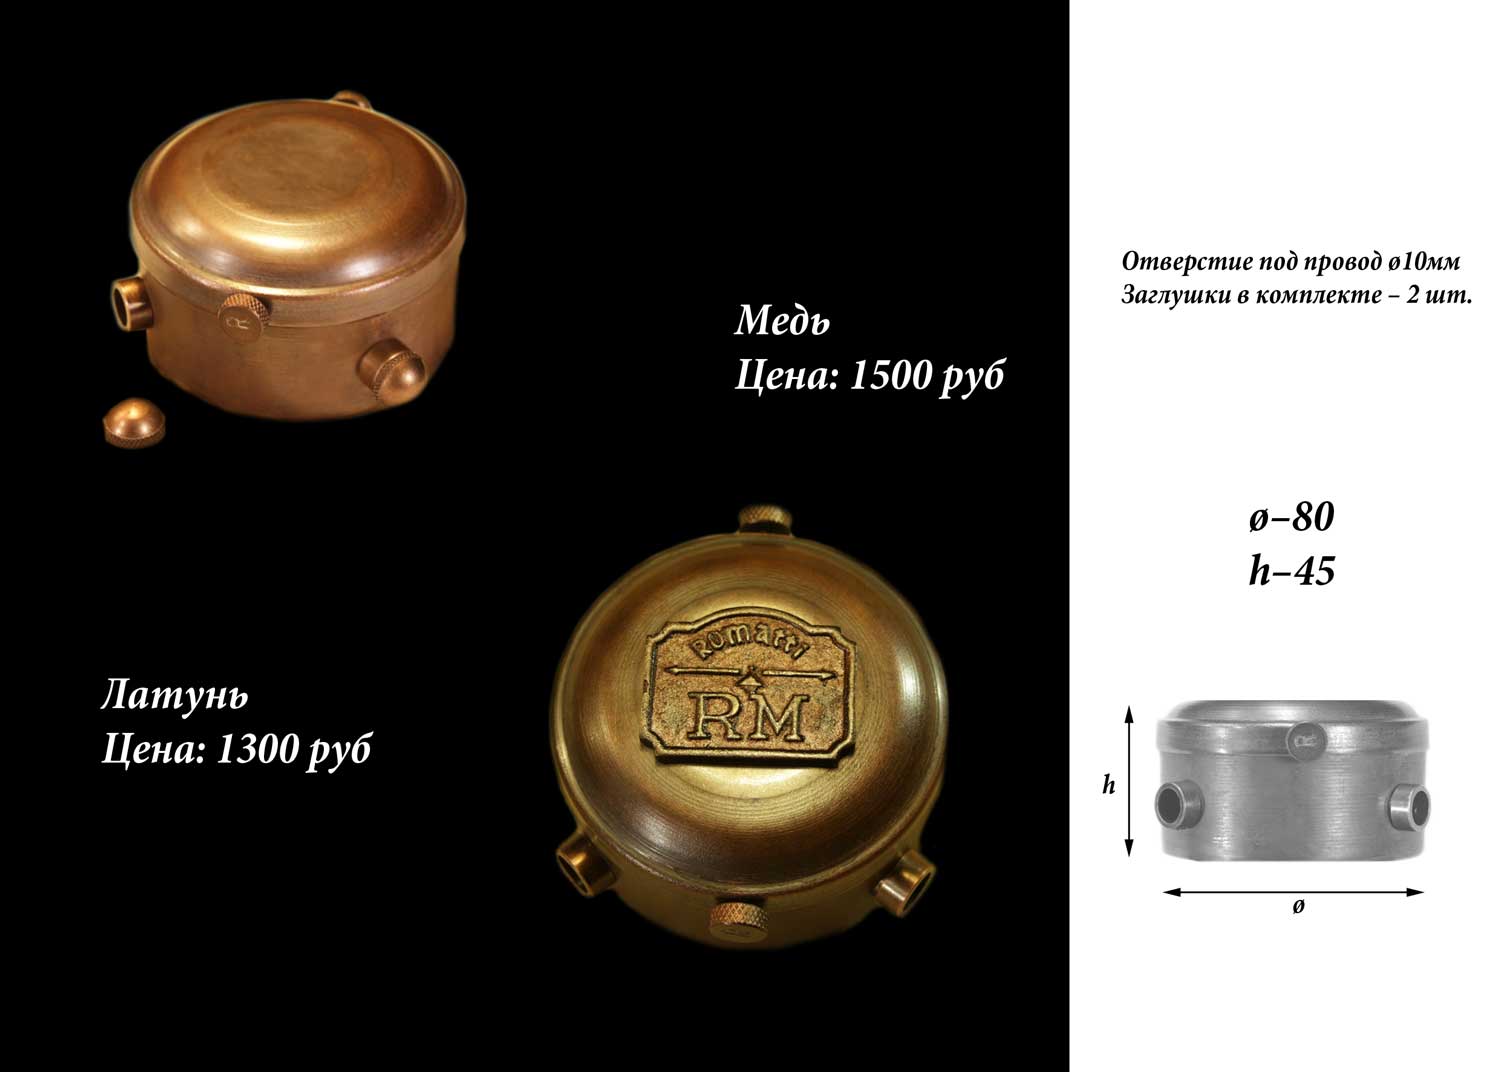 Медь
Цена: 1500 руб
R
Латунь
Цена: 1300 руб
Romatti
RM
Отверстие под провод ø10мм
Заглушки в комплекте – 2 шт.
ø–80
h–45
h
R
ø